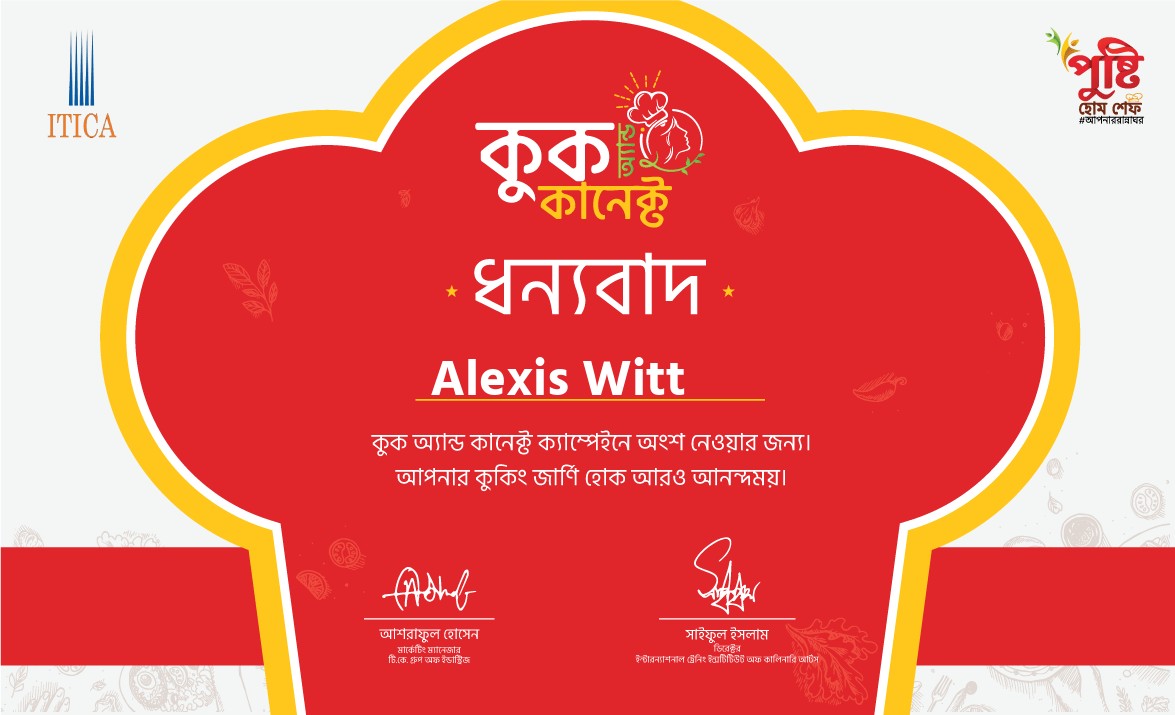 ITICA
পুষ্টি
হোম শেফ
#আপনাররান্নাঘর
কুক অ্যান্ড
কানেক্ট
ধন্যবাদ
Alexis Witt
কুক অ্যান্ড কানেক্ট ক্যাম্পেইনে অংশ নেওয়ার জন্য।
আপনার কুকিং জার্ণি হোক আরও আনন্দময়।
আশরাফুল হোসেন
মার্কেটিং ম্যানেজার
টি.কে. গ্রুপ অফ ইন্ডাস্ট্রিজ
সাইফুল ইসলাম
ডিরেক্টর
ইন্টারন্যাশনাল ট্রেনিং ইন্সটিটিউট অফ কালিনারি আর্টস